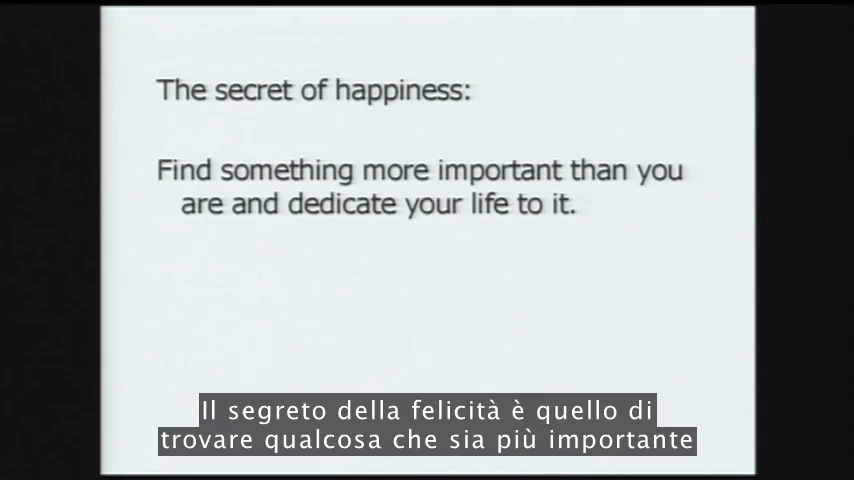 The secret of happiness:
Find something more important than you
are and dedicate your life to it.
Il segreto della felicità è quello di
trovare qualcosa che sia più importante